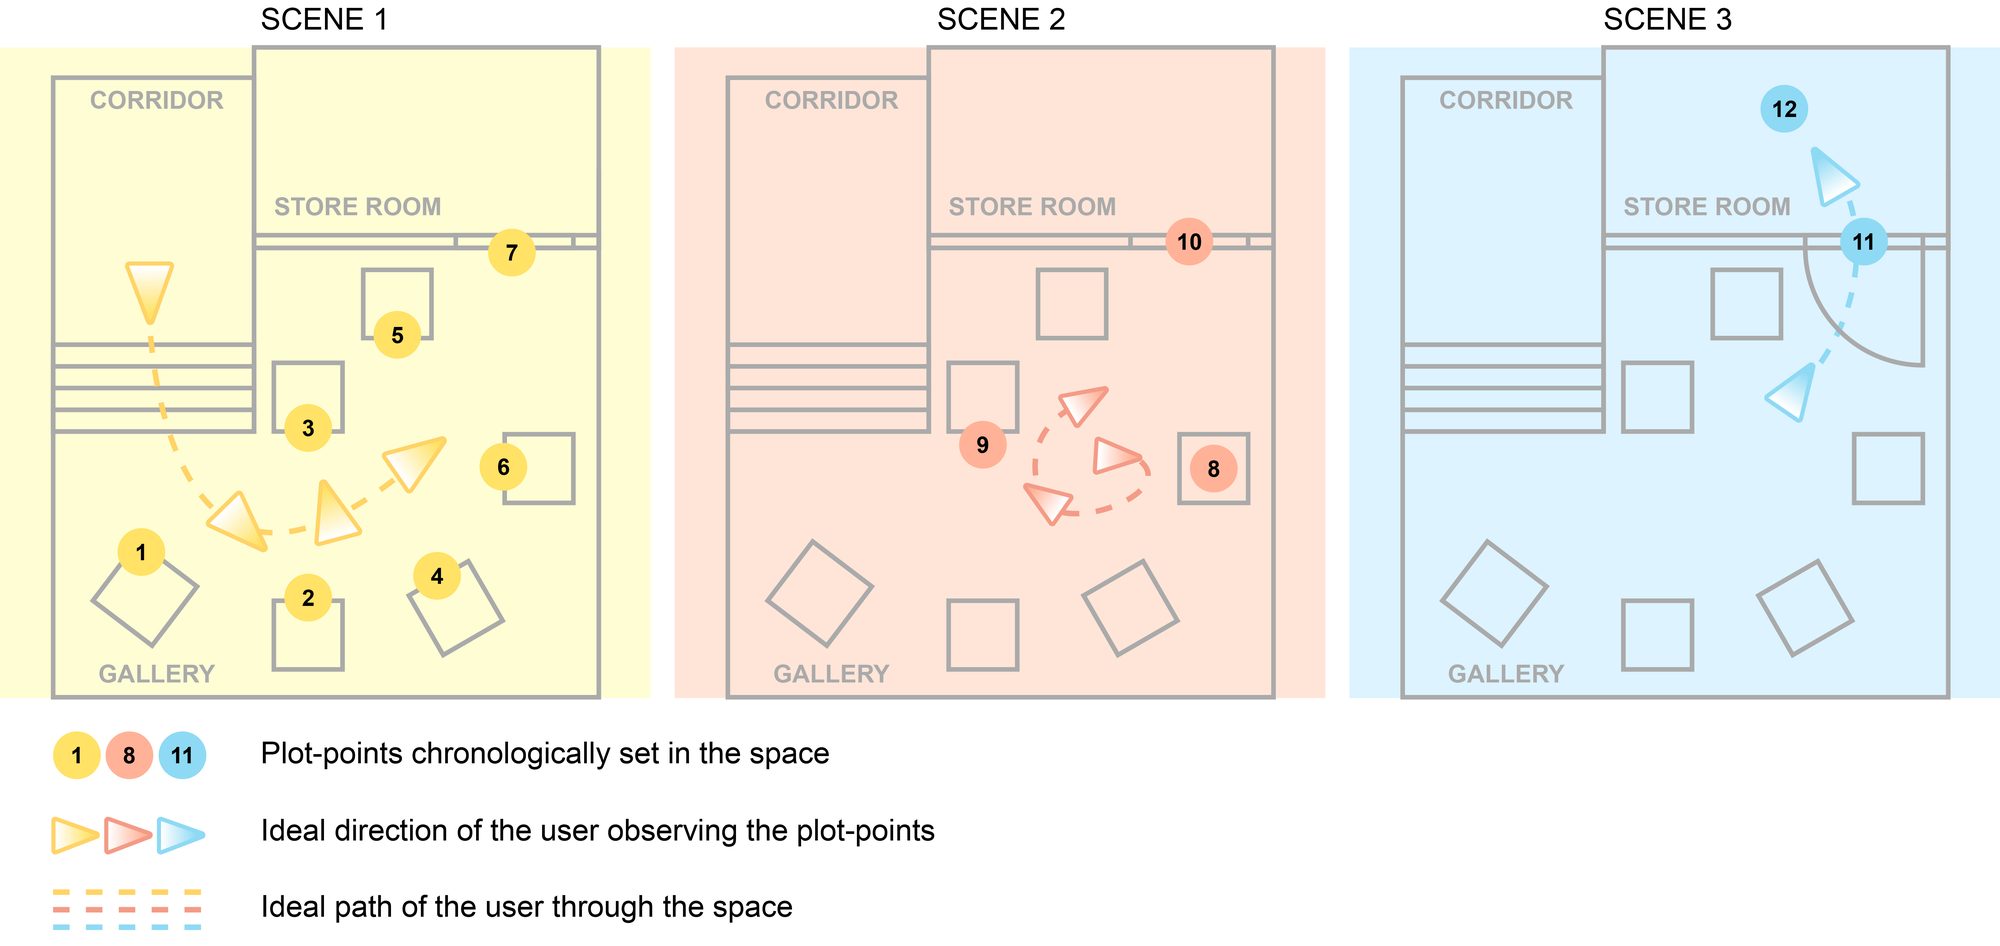 SCENE 1
CORRIDOR
STORE ROOM
7
5
3
6
1
4
2
GALLERY
SCENE 2
CORRIDOR
STORE ROOM
10
9
8
GALLERY
SCENE 3
CORRIDOR
12
STORE ROOM
11
GALLERY
1 8 11 Plot-points chronologically set in the space
Ideal direction of the user observing the plot-points
Ideal path of the user through the space